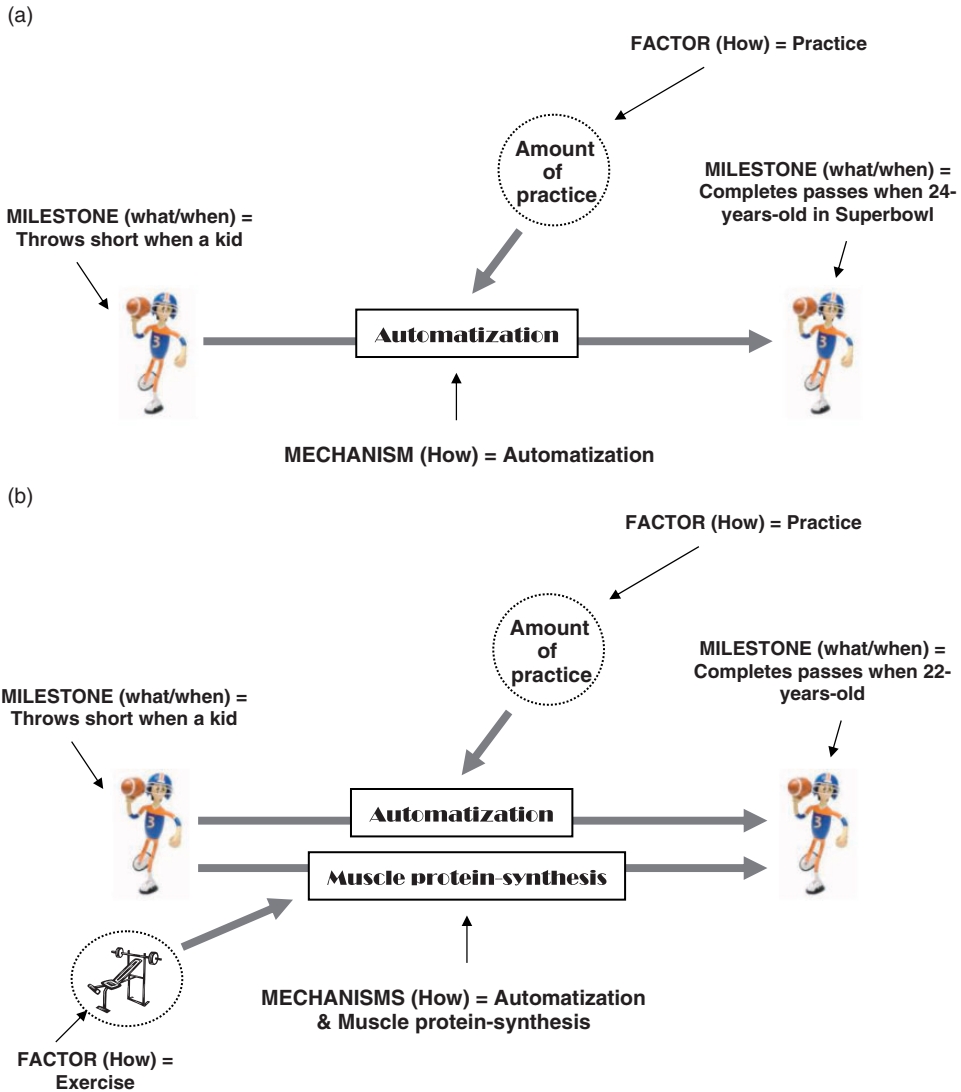 (a)
FACTOR (How) = Practice
Amount
of
practice
MILESTONE (what/when) =
Completes passes when 24-
years-old in Superbowl
MILESTONE (what/when) =
Throws short when a kid
3
Automatization
3
MECHANISM (How) = Automatization
(b)
FACTOR (How) = Practice
Amount
of
practice
MILESTONE (what/when) =
Completes passes when 22-
years-old
MILESTONE (what/when) =
Throws short when a kid
3
Automatization
3
Muscle protein-synthesis
MECHANISMS (How) = Automatization
& Muscle protein-synthesis
FACTOR (How) =
Exercise